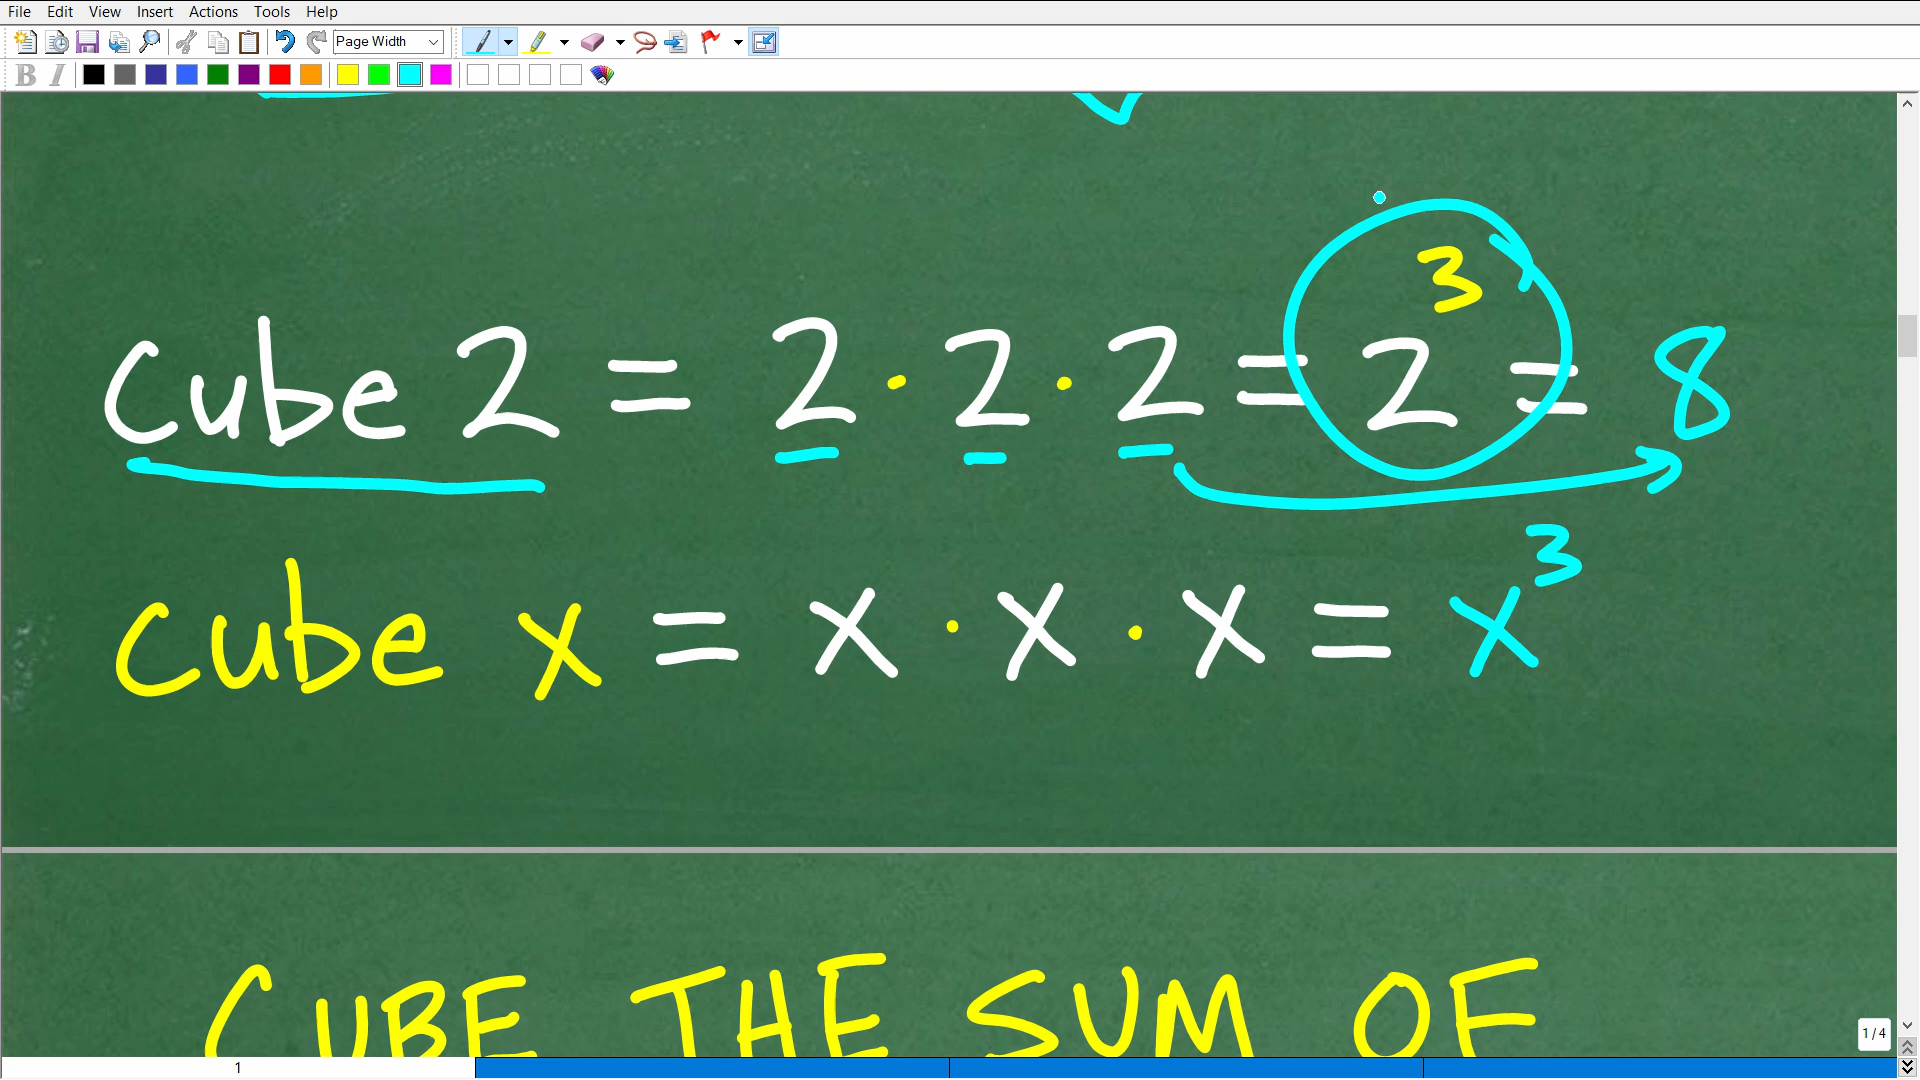 File Edit View Insert Actions Tools Help
Page Width
B I
Cube 2 = 2 · 2 · 2 = 2³ = 8
Cube x = x · x · x = x³
CUBE THE SUM OF
1 / 4
1